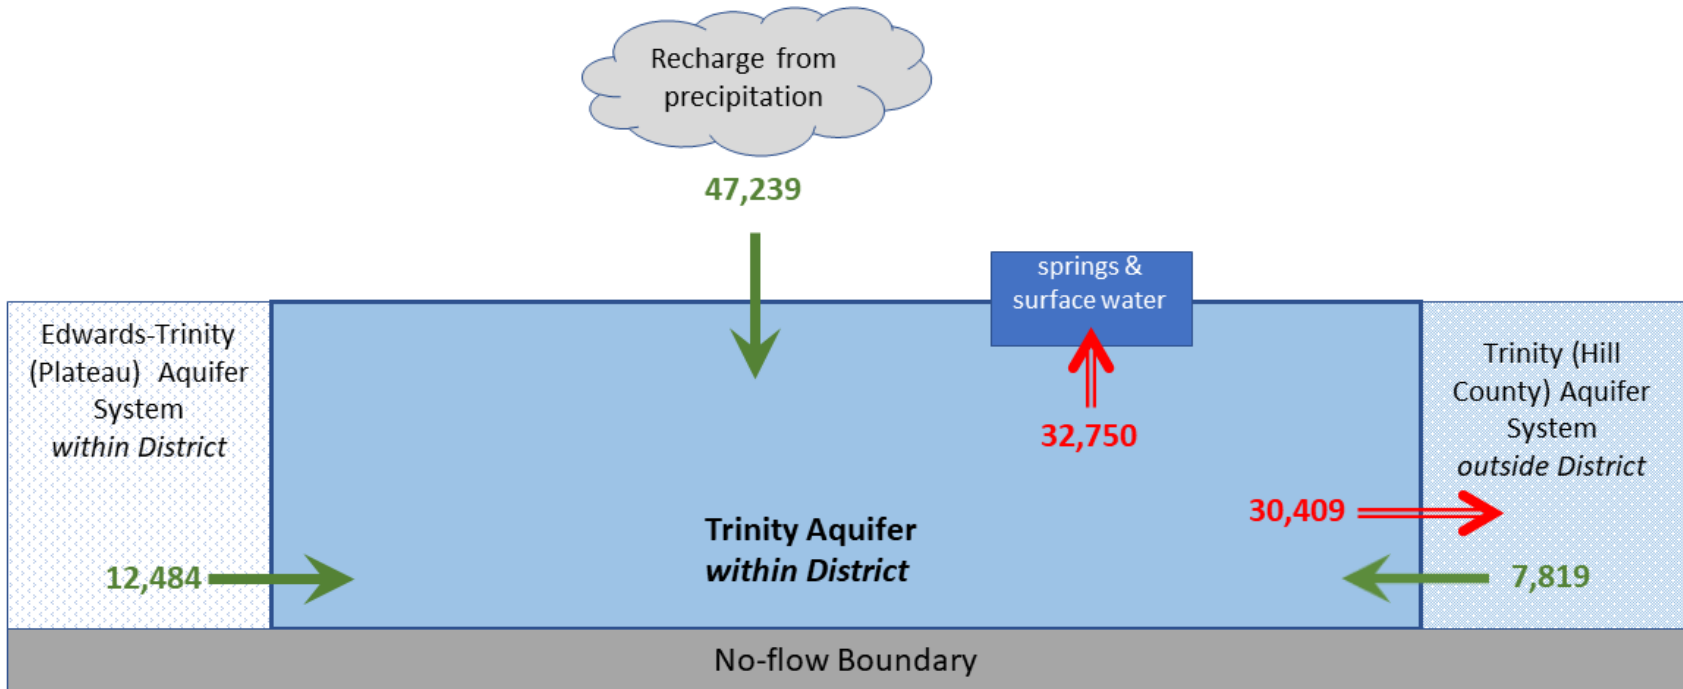 Recharge from
precipitation
47,239
springs &
surface water
Edwards-Trinity
(Plateau) Aquifer
System
within District
32,750
Trinity (Hill
County) Aquifer
System
outside District
30,409
Trinity Aquifer
within District
12,484
7,819
No-flow Boundary